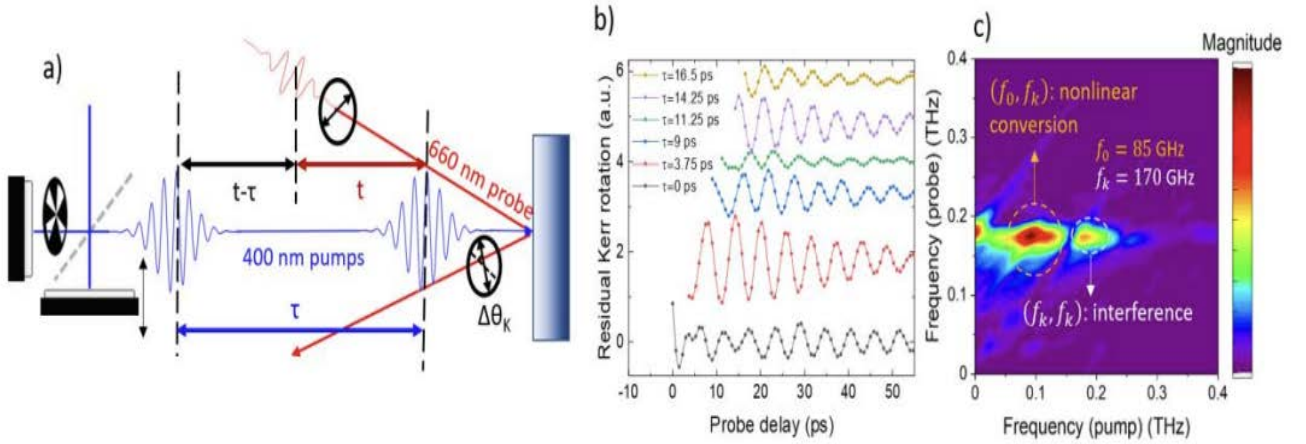 a)
t-τ
t
660 nm probe
400 nm pumps
τ
Δθ_K
b)
Residual Kerr rotation (a.u.)
6
4
2
0
τ=16.5 ps
τ=14.25 ps
τ=11.25 ps
τ=9 ps
τ=3.75 ps
τ=0 ps
-10 0 10 20 30 40 50
Probe delay (ps)
c)
Magnitude
Frequency (probe) (THz)
0.4
0.3
0.2
0.1
0
(f₀, fₖ): nonlinear
conversion
f₀ = 85 GHz
fₖ = 170 GHz
(fₖ, fₖ): interference
0 0.1 0.2 0.3 0.4
Frequency (pump) (THz)